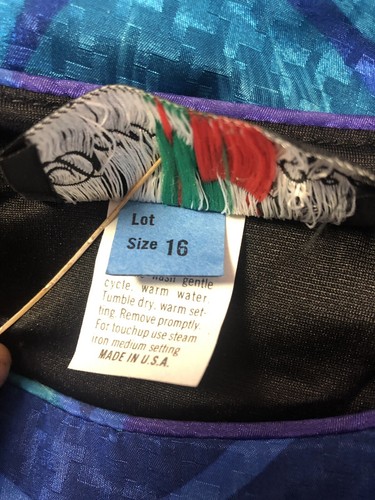 Lot
Size 16
wash gentle
cycle. warm water
Tumble dry. warm set-
ting. Remove promptly.
For touchup use steam
iron medium setting
MADE IN U.S.A.